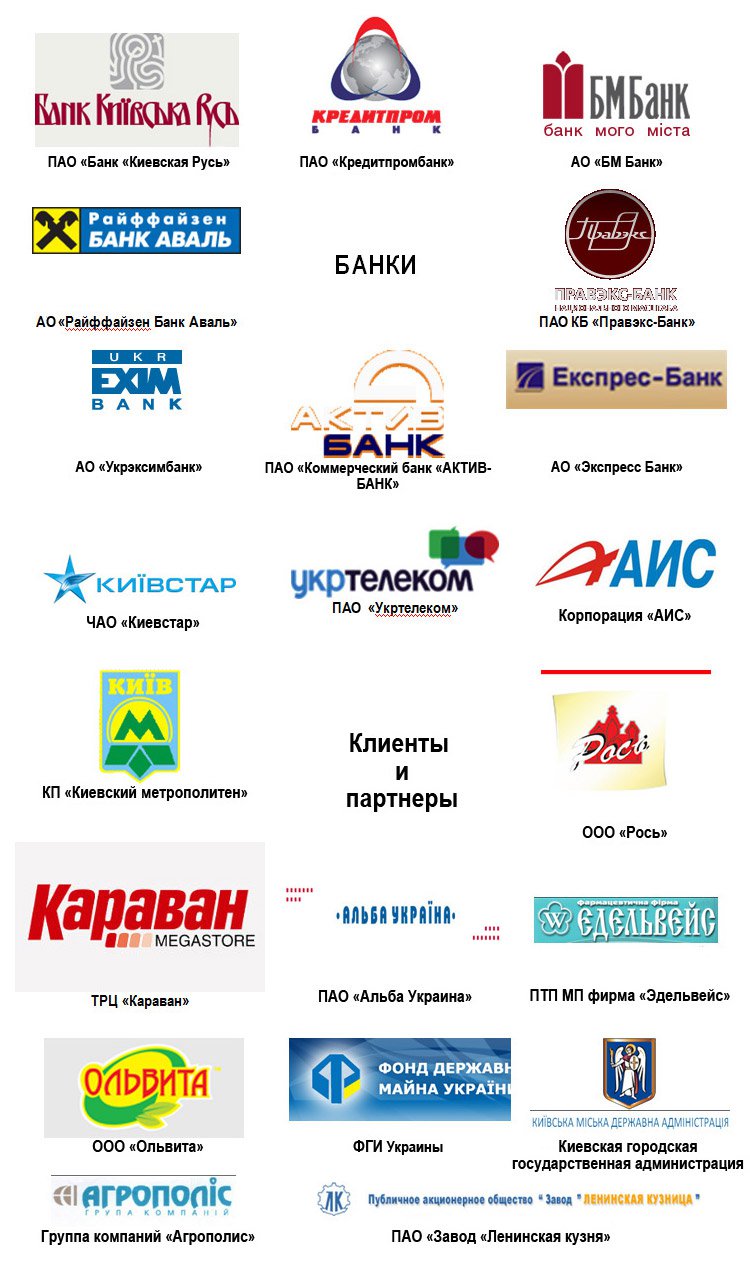 Банк Київська Русь
КРЕДИТПРОМ
БАНК
БМ Банк
банк мого міста
ПАО «Банк «Киевская Русь»
ПАО «Кредитпромбанк»
АО «БМ Банк»
Райффайзен
БАНК АВАЛЬ
Правэкс
ПРАВЭКС-БАНК
БАНКИ
АО «Райффайзен Банк Аваль»
ПАО КБ «Правэкс-Банк»
UKR
EXIM
BANK
АКТИВ
БАНК
Експрес-Банк
АО «Укрэксимбанк»
ПАО «Коммерческий банк «АКТИВ-
БАНК»
АО «Экспресс Банк»
КИЇВСТАР
укртелеком
АИС
ЧАО «Киевстар»
ПАО «Укртелеком»
Корпорация «АИС»
КИЇВ
М
Рось
Клиенты
и
партнеры
КП «Киевский метрополитен»
ООО «Рось»
Караван
MEGASTORE
·АЛЬБА УКРАЇНА·
фармацевтична фірма
ЕДЕЛЬВЕЙС
ТРЦ «Караван»
ПАО «Альба Украина»
ПТП МП фирма «Эдельвейс»
ОЛЬВИТА™
ФОНД ДЕРЖАВН
МАЙНА УКРАЇНИ
КИЇВСЬКА МІСЬКА ДЕРЖАВНА АДМІНІСТРАЦІЯ
ООО «Ольвита»
ФГИ Украины
Киевская городская
государственная администрация
АГРОПОЛІС
ГРУПА КОМПАНІЙ
ЛК
Публичное акционерное общество “ Завод ” ЛЕНИНСКАЯ КУЗНИЦА ”
Группа компаний «Агрополис»
ПАО «Завод «Ленинская кузня»